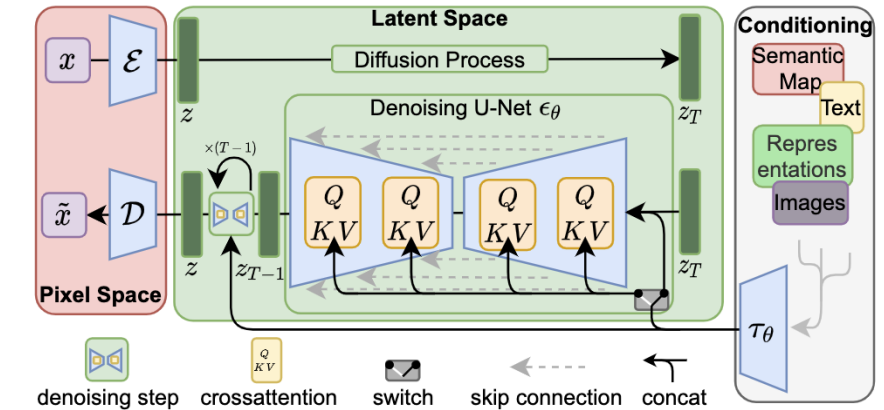 Latent Space
Conditioning
x
ℰ
Diffusion Process
z
z_T
Semantic
Map
Text
Denoising U-Net ϵ_θ
×(T − 1)
Repres
entations
Images
x̃
𝒟
Q
KV
Q
KV
Q
KV
Q
KV
z
z_{T−1}
z_T
Pixel Space
τ_θ
Q
KV
denoising step
crossattention
switch
skip connection
concat